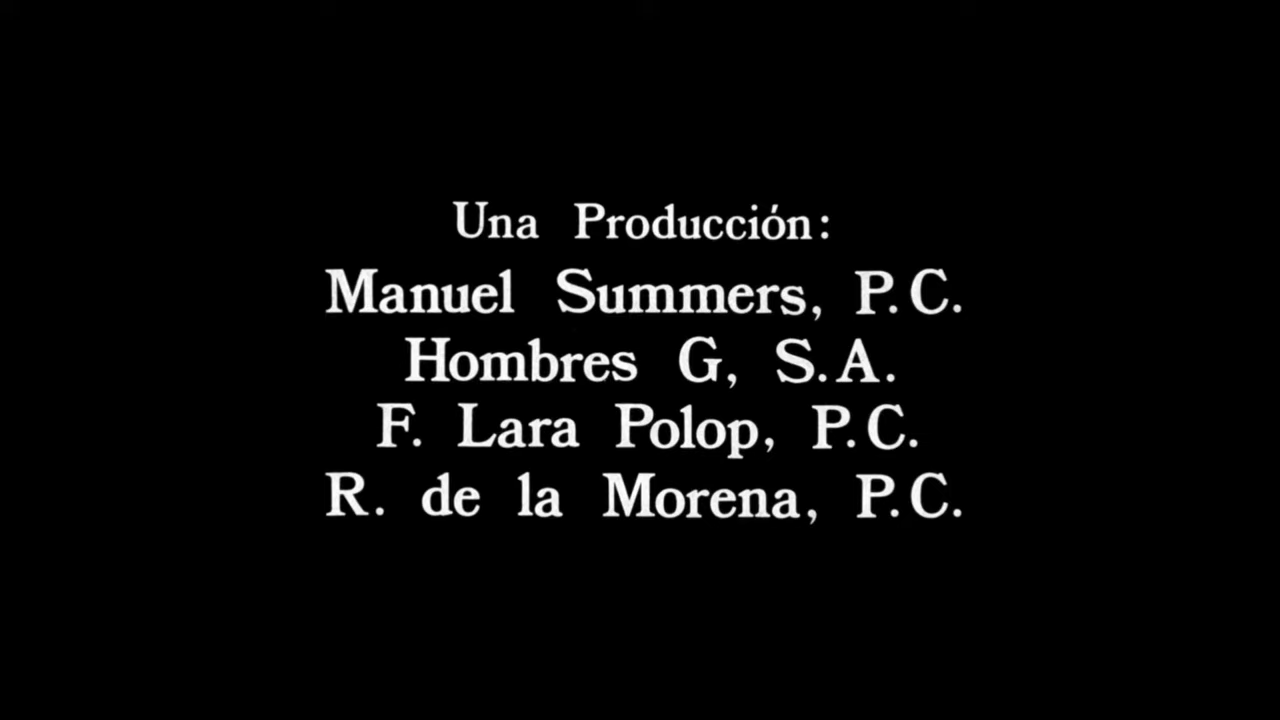 Una Producción:
Manuel Summers, P.C.
Hombres G, S.A.
F. Lara Polop, P.C.
R. de la Morena, P.C.